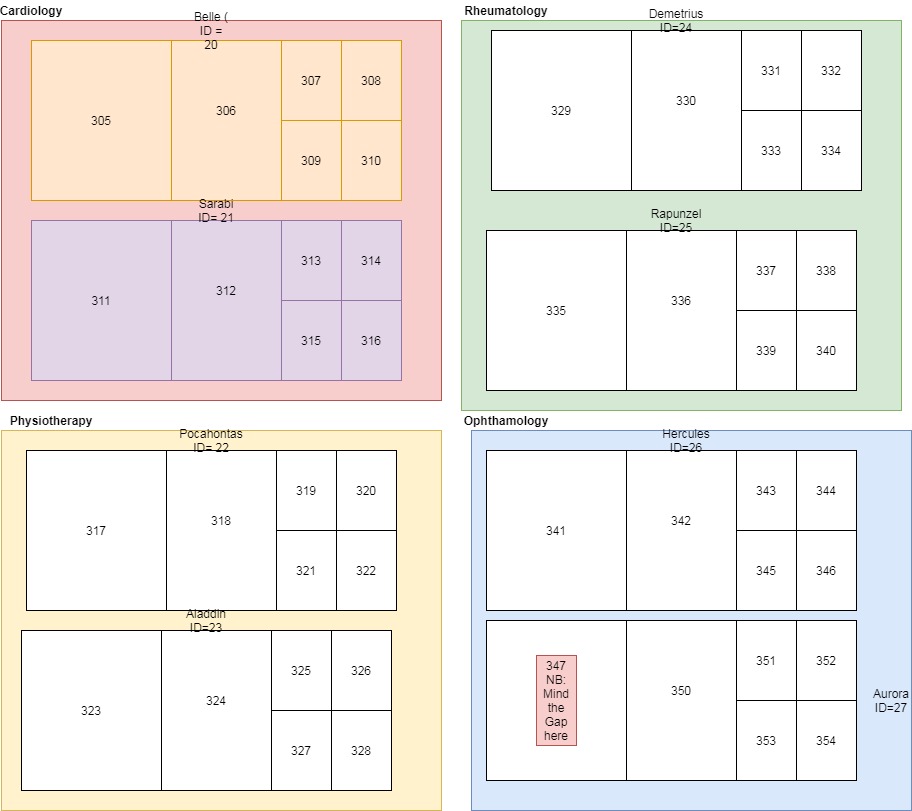 Cardiology
Belle (
ID =
20
305
306
307
308
309
310
Sarabi
ID= 21
311
312
313
314
315
316
Rheumatology
Demetrius
ID=24
329
330
331
332
333
334
Rapunzel
ID=25
335
336
337
338
339
340
Physiotherapy
Pocahontas
ID= 22
317
318
319
320
321
322
Aladdin
ID=23
323
324
325
326
327
328
Ophthamology
Hercules
ID=26
341
342
343
344
345
346
347
NB:
Mind
the
Gap
here
350
351
352
353
354
Aurora
ID=27